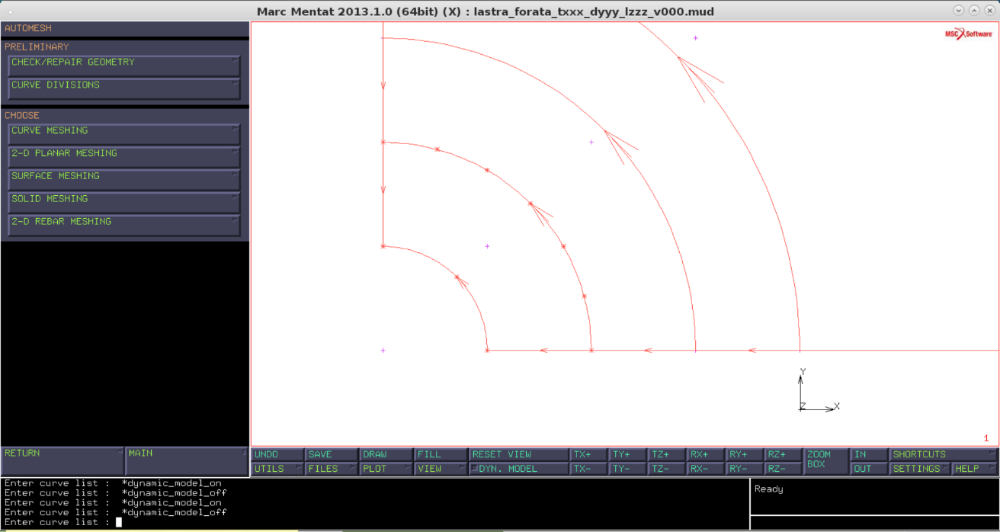 Marc Mentat 2013.1.0 (64bit) (X) : lastra_forata_txxx_dyyy_lzzz_v000.mud
AUTOMESH
PRELIMINARY
CHECK/REPAIR GEOMETRY
CURVE DIVISIONS
CHOOSE
CURVE MESHING
2-D PLANAR MESHING
SURFACE MESHING
SOLID MESHING
2-D REBAR MESHING
MSC Software
Y
Z X
1
RETURN MAIN
UNDO SAVE DRAW FILL RESET VIEW TX+ TY+ TZ+ RX+ RY+ RZ+ ZOOM BOX IN SHORTCUTS
UTILS FILES PLOT VIEW DYN. MODEL TX- TY- TZ- RX- RY- RZ- OUT SETTINGS HELP
Enter curve list : *dynamic_model_on
Enter curve list : *dynamic_model_off
Enter curve list : *dynamic_model_on
Enter curve list : *dynamic_model_off
Enter curve list :
Ready